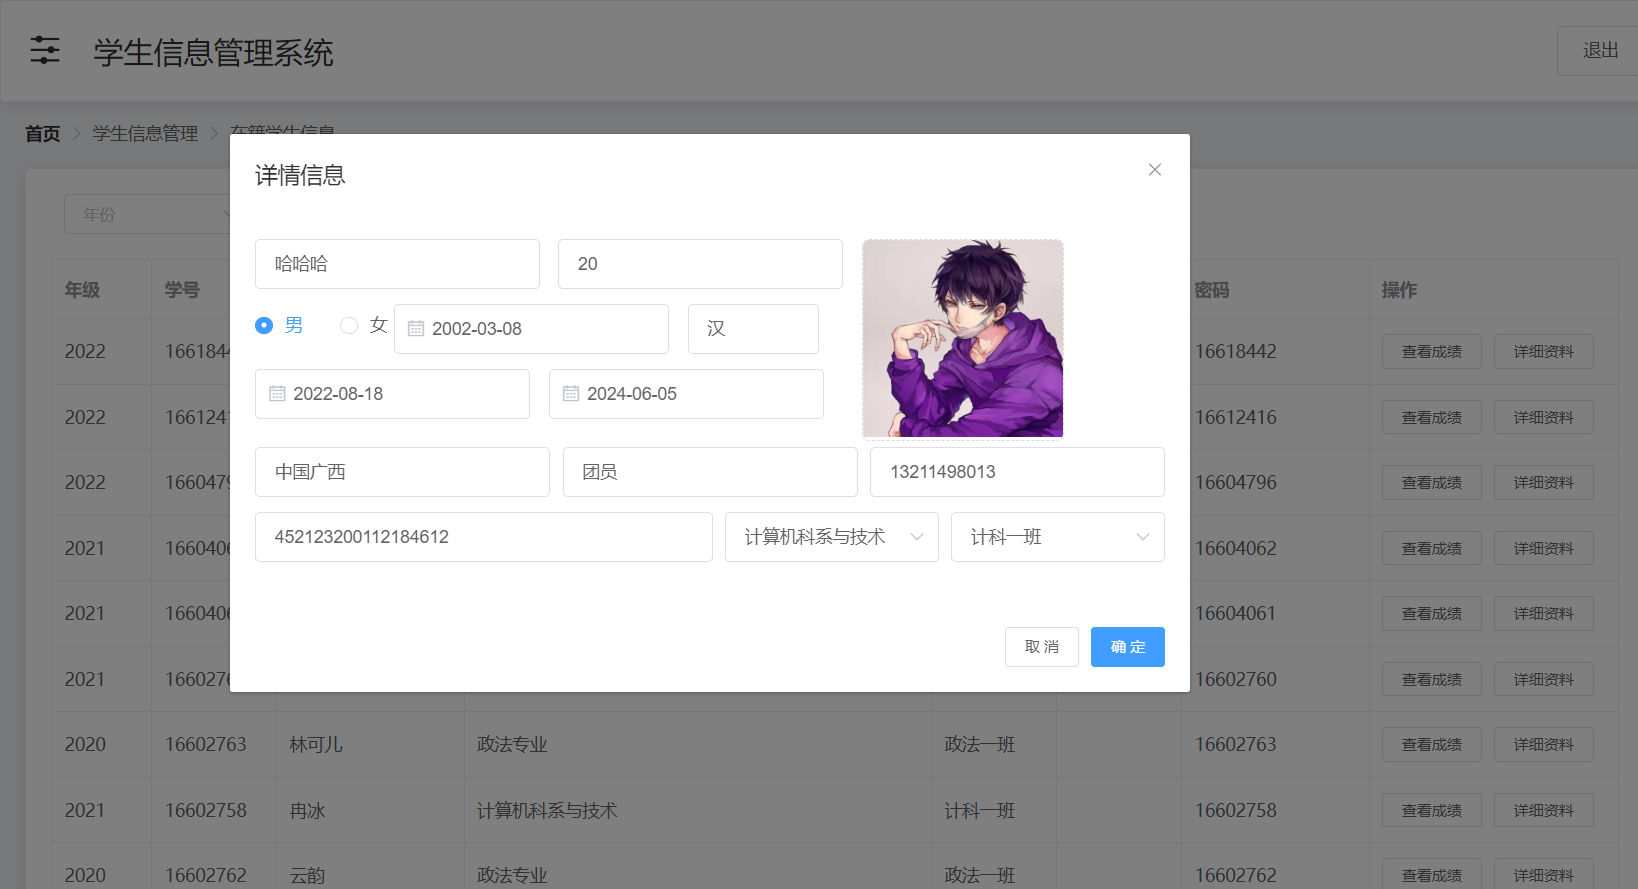 学生信息管理系统
退出
首页 学生信息管理 在籍学生信息
详情信息
年份
哈哈哈 20
男 女 2002-03-08 汉
2022-08-18 2024-06-05
中国广西 团员 13211498013
452123200112184612 计算机科系与技术 计科一班
取消 确定
年级 学号 密码 操作
2022 1661844 16618442 查看成绩 详细资料
2022 166124 16612416 查看成绩 详细资料
2022 1660479 16604796 查看成绩 详细资料
2021 166040 16604062 查看成绩 详细资料
2021 166040 16604061 查看成绩 详细资料
2021 166027 16602760 查看成绩 详细资料
2020 16602763 林可儿 政法专业 政法一班 16602763 查看成绩 详细资料
2021 16602758 冉冰 计算机科系与技术 计科一班 16602758 查看成绩 详细资料
2020 16602762 云韵 政法专业 政法一班 16602762 查看成绩 详细资料